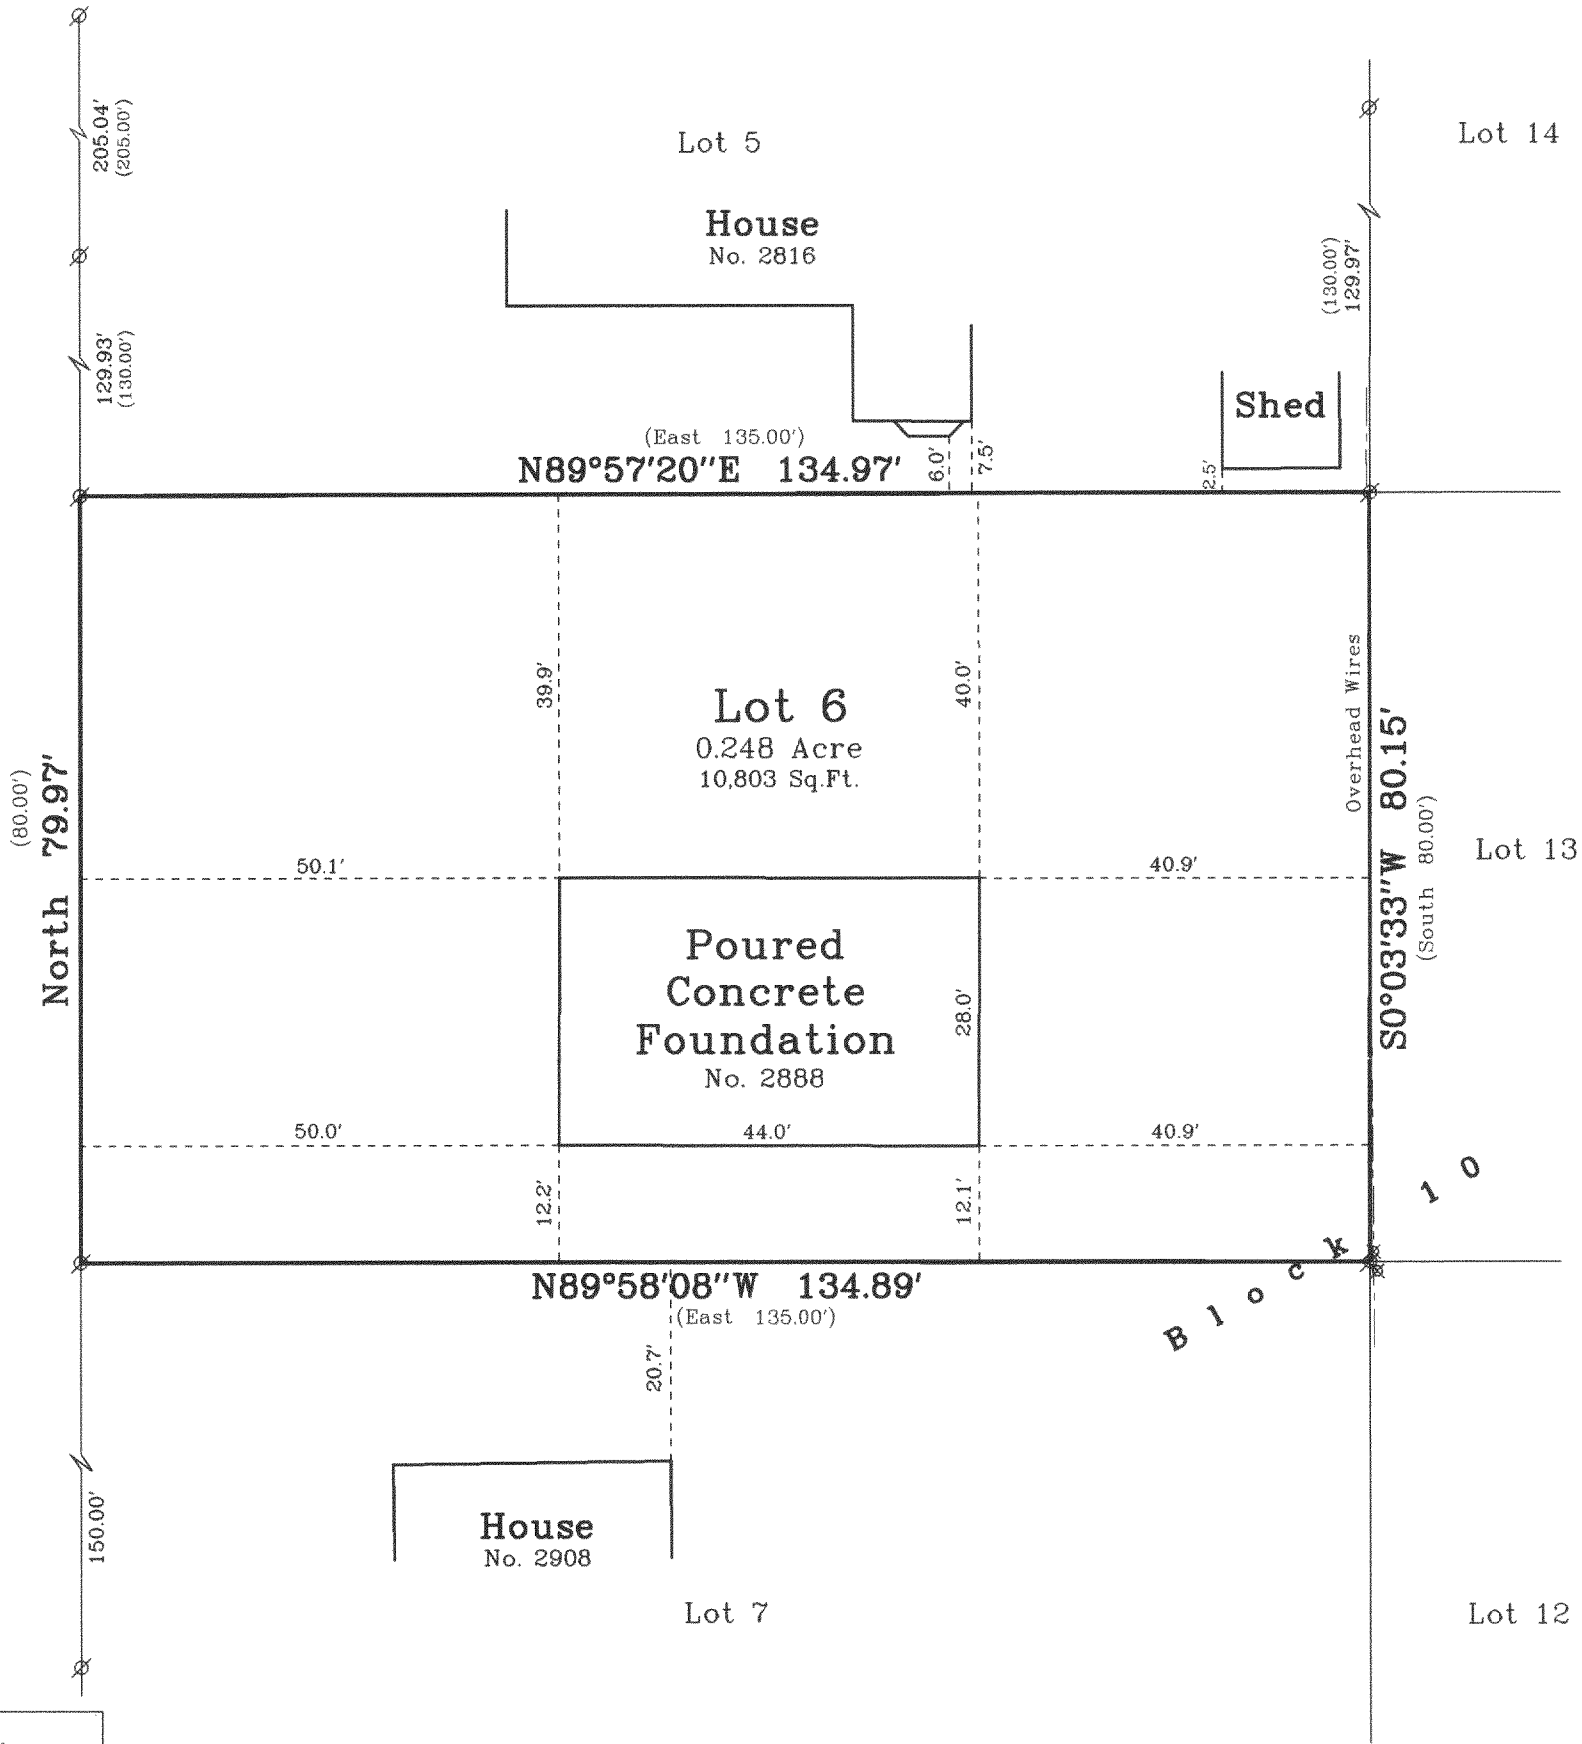 205.04'
(205.00')
Lot 5
Lot 14
House
No. 2816
(130.00')
129.97'
129.93'
(130.00')
Shed
(East 135.00')
N89°57'20"E 134.97'
6.0'
7.5'
2.5'
39.9'
40.0'
Lot 6
0.248 Acre
10,803 Sq.Ft.
Overhead Wires
(80.00')
North 79.97'
S0°03'33"W 80.15'
(South 80.00')
Lot 13
50.1'
40.9'
Poured
Concrete
Foundation
No. 2888
28.0'
50.0'
44.0'
40.9'
12.2'
12.1'
Block 10
N89°58'08"W 134.89'
(East 135.00')
20.7'
150.00'
House
No. 2908
Lot 7
Lot 12